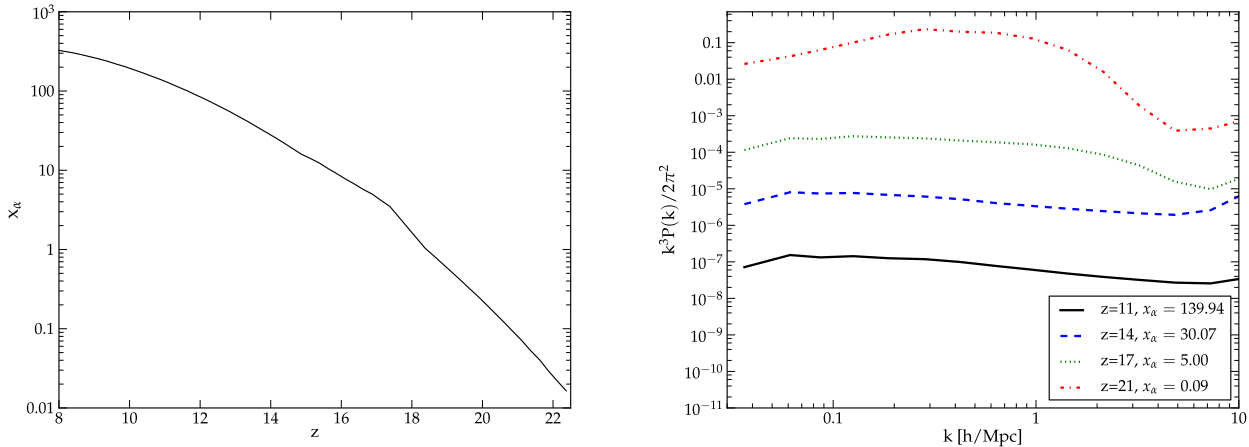 10³
100
10
1
0.1
0.01
x_α
8 10 12 14 16 18 20 22
z
0.1
0.01
10⁻³
10⁻⁴
10⁻⁵
10⁻⁶
10⁻⁷
10⁻⁸
10⁻⁹
10⁻¹⁰
10⁻¹¹
k³P(k)/2π²
z=11, x_α = 139.94
z=14, x_α = 30.07
z=17, x_α = 5.00
z=21, x_α = 0.09
0.1 1 10
k [h/Mpc]